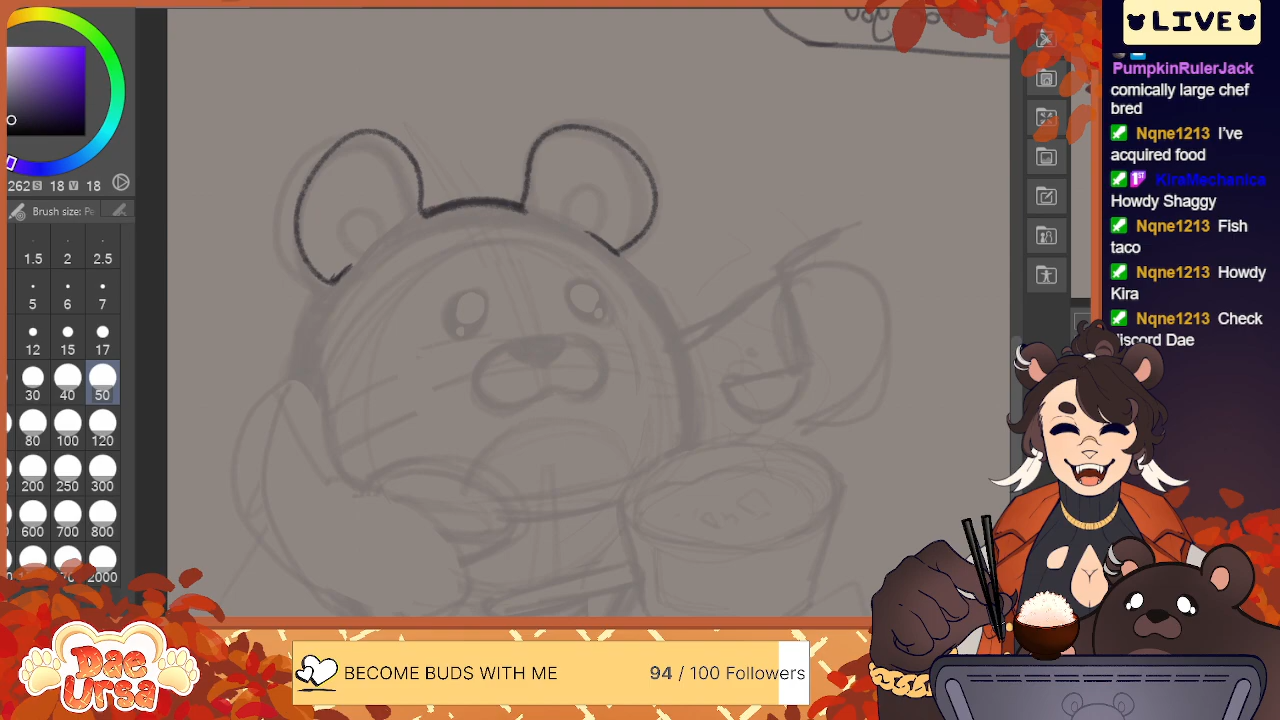 LIVE
PumpkinRulerJack
comically large chef
bred
Nqne1213 I've
acquired food
1ST KiraMechanica
Howdy Shaggy
Nqne1213 Fish
taco
Nqne1213 Howdy
Kira
Nqne1213 Check
discord Dae
262 S 18 V 18
Brush size: Pe
1.5 2 2.5
5 6 7
12 15 17
30 40 50
80 100 120
200 250 300
600 700 800
2000
Dae
Ursa
BECOME BUDS WITH ME
94 / 100 Followers